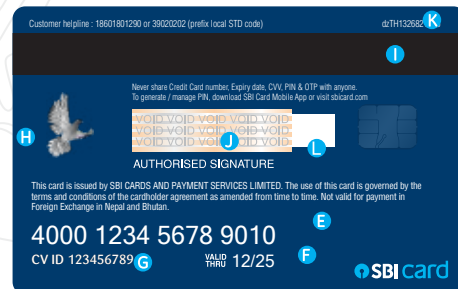 Customer helpline : 18601801290 or 39020202 (prefix local STD code)
dzTH132682
K
I
Never share Credit Card number, Expiry date, CVV, PIN & OTP with anyone.
To generate / manage PIN, download SBI Card Mobile App or visit sbicard.com
H
VOID VOID VOID VOID VOID
VOID VOID VOID VOID VOID
VOID VOID VOID VOID VOID
J
L
AUTHORISED SIGNATURE
This card is issued by SBI CARDS AND PAYMENT SERVICES LIMITED. The use of this card is governed by the
terms and conditions of the cardholder agreement as amended from time to time. Not valid for payment in
Foreign Exchange in Nepal and Bhutan.
E
4000 1234 5678 9010
CV ID 123456789
G
VALID
THRU 12/25
F
SBI card